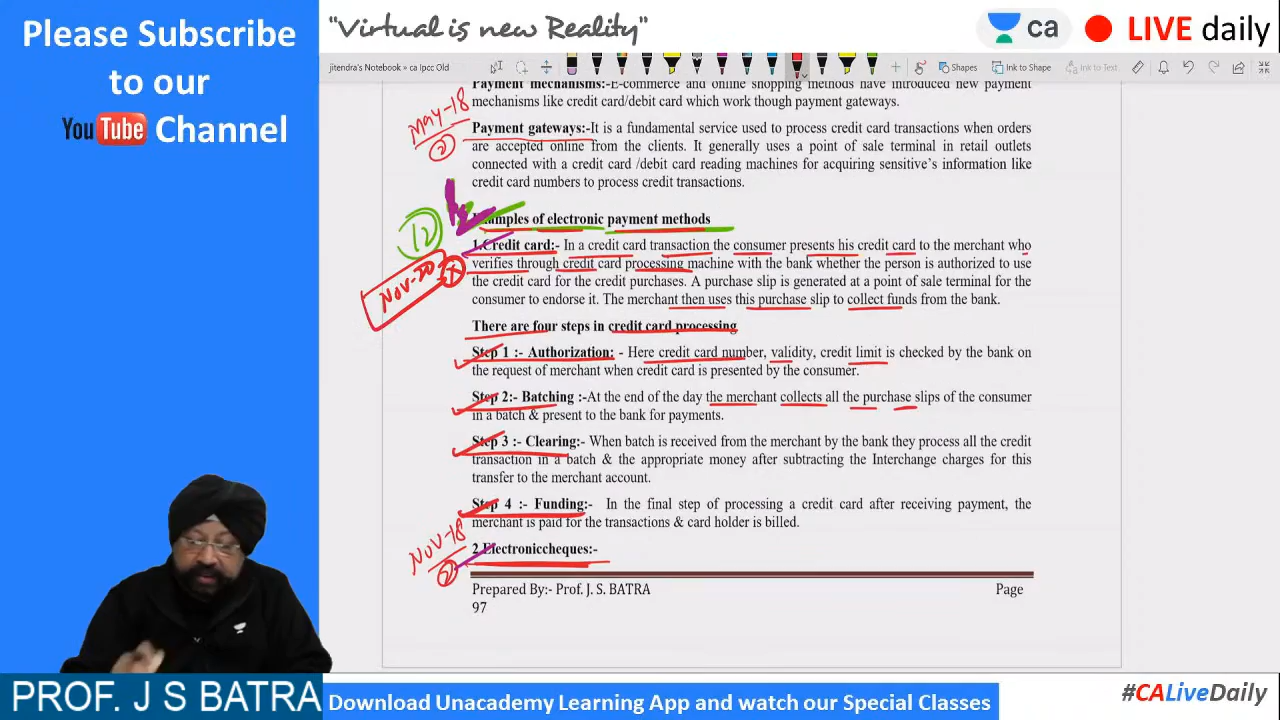 Please Subscribe
to our
YouTube Channel
"Virtual is new Reality"
ca
LIVE daily
jitendra's Notebook » ca Ipcc Old
Shapes
Ink to Shape
Ink to Text
Payment mechanisms:-E-commerce and online shopping methods have introduced new payment
mechanisms like credit card/debit card which work though payment gateways.
May-18
2
Payment gateways:-It is a fundamental service used to process credit card transactions when orders
are accepted online from the clients. It generally uses a point of sale terminal in retail outlets
connected with a credit card /debit card reading machines for acquiring sensitive's information like
credit card numbers to process credit transactions.
12
Examples of electronic payment methods
Nov-20
1.Credit card:- In a credit card transaction the consumer presents his credit card to the merchant who
verifies through credit card processing machine with the bank whether the person is authorized to use
the credit card for the credit purchases. A purchase slip is generated at a point of sale terminal for the
consumer to endorse it. The merchant then uses this purchase slip to collect funds from the bank.
There are four steps in credit card processing
Step 1 :- Authorization: - Here credit card number, validity, credit limit is checked by the bank on
the request of merchant when credit card is presented by the consumer.
Step 2:- Batching :-At the end of the day the merchant collects all the purchase slips of the consumer
in a batch & present to the bank for payments.
Step 3 :- Clearing:- When batch is received from the merchant by the bank they process all the credit
transaction in a batch & the appropriate money after subtracting the Interchange charges for this
transfer to the merchant account.
Step 4 :- Funding:- In the final step of processing a credit card after receiving payment, the
merchant is paid for the transactions & card holder is billed.
Nov-18
2
2.Electroniccheques:-
Prepared By:- Prof. J. S. BATRA Page
97
PROF. J S BATRA
Download Unacademy Learning App and watch our Special Classes
#CALiveDaily